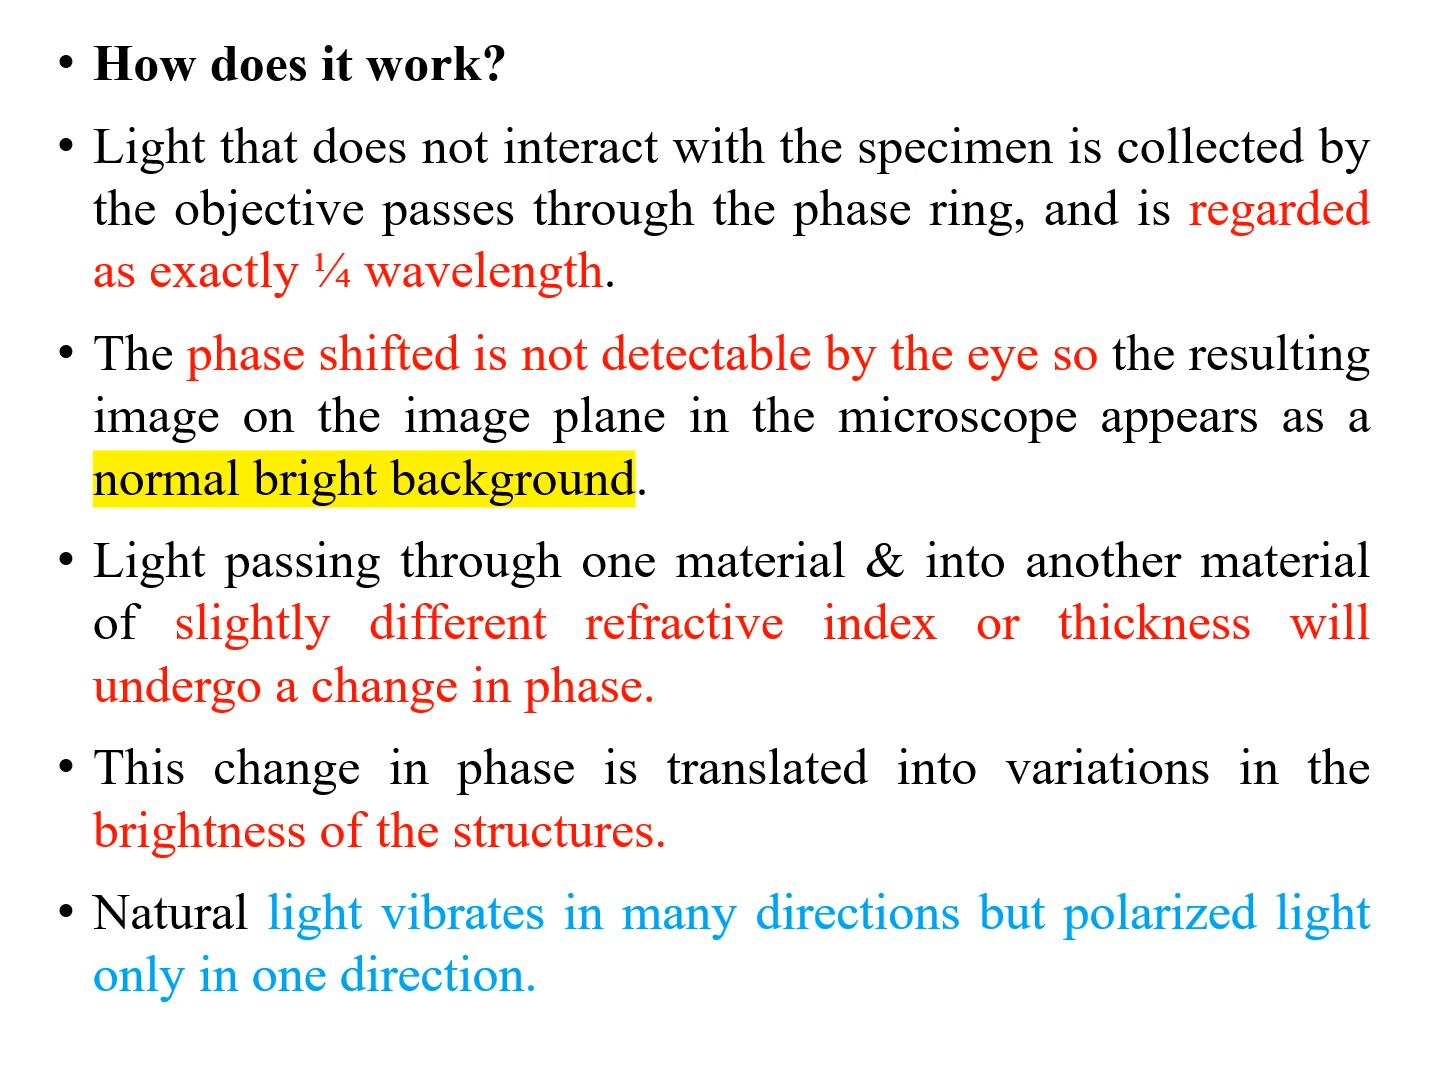 • How does it work?
• Light that does not interact with the specimen is collected by
the objective passes through the phase ring, and is regarded
as exactly ¼ wavelength.
• The phase shifted is not detectable by the eye so the resulting
image on the image plane in the microscope appears as a
normal bright background.
• Light passing through one material & into another material
of slightly different refractive index or thickness will
undergo a change in phase.
• This change in phase is translated into variations in the
brightness of the structures.
• Natural light vibrates in many directions but polarized light
only in one direction.